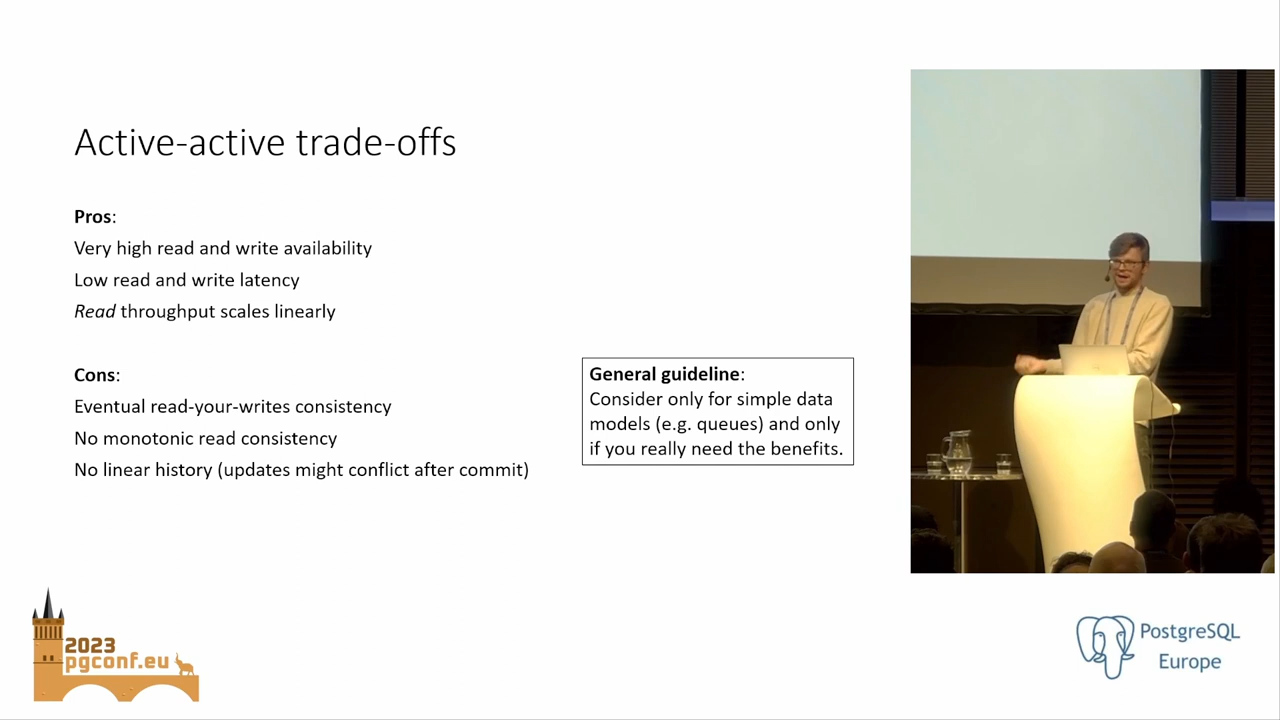 Active-active trade-offs
Pros:
Very high read and write availability
Low read and write latency
Read throughput scales linearly
Cons:
Eventual read-your-writes consistency
No monotonic read consistency
No linear history (updates might conflict after commit)
General guideline:
Consider only for simple data
models (e.g. queues) and only
if you really need the benefits.
2023
pgconf.eu
PostgreSQL
Europe